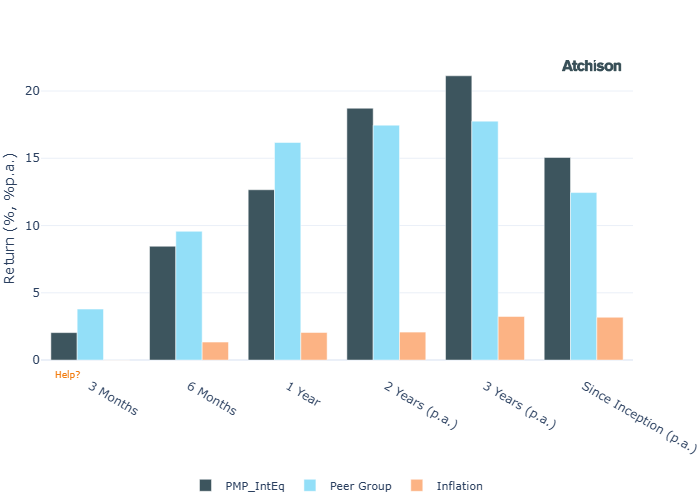 Atchison
Return (%, %p.a.)
20
15
10
5
0
Help?
3 Months
6 Months
1 Year
2 Years (p.a.)
3 Years (p.a.)
Since Inception (p.a.)
PMP_IntEq
Peer Group
Inflation